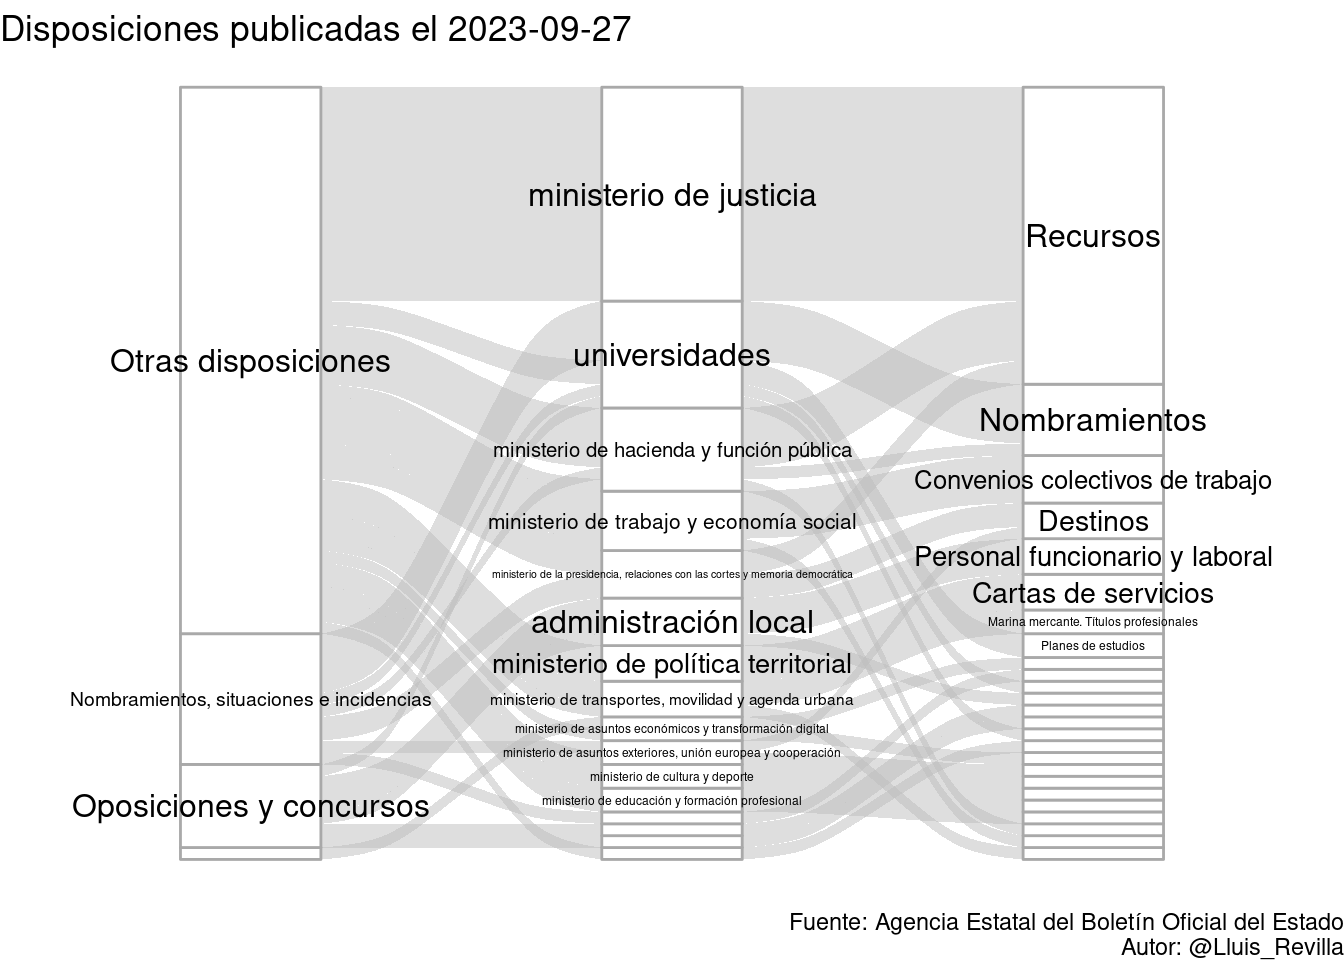 Disposiciones publicadas el 2023-09-27
Otras disposiciones
Nombramientos, situaciones e incidencias
Oposiciones y concursos
ministerio de justicia
universidades
ministerio de hacienda y función pública
ministerio de trabajo y economía social
ministerio de la presidencia, relaciones con las cortes y memoria democrática
administración local
ministerio de política territorial
ministerio de transportes, movilidad y agenda urbana
ministerio de asuntos económicos y transformación digital
ministerio de asuntos exteriores, unión europea y cooperación
ministerio de cultura y deporte
ministerio de educación y formación profesional
Recursos
Nombramientos
Convenios colectivos de trabajo
Destinos
Personal funcionario y laboral
Cartas de servicios
Marina mercante. Títulos profesionales
Planes de estudios
Fuente: Agencia Estatal del Boletín Oficial del Estado
Autor: @Lluis_Revilla